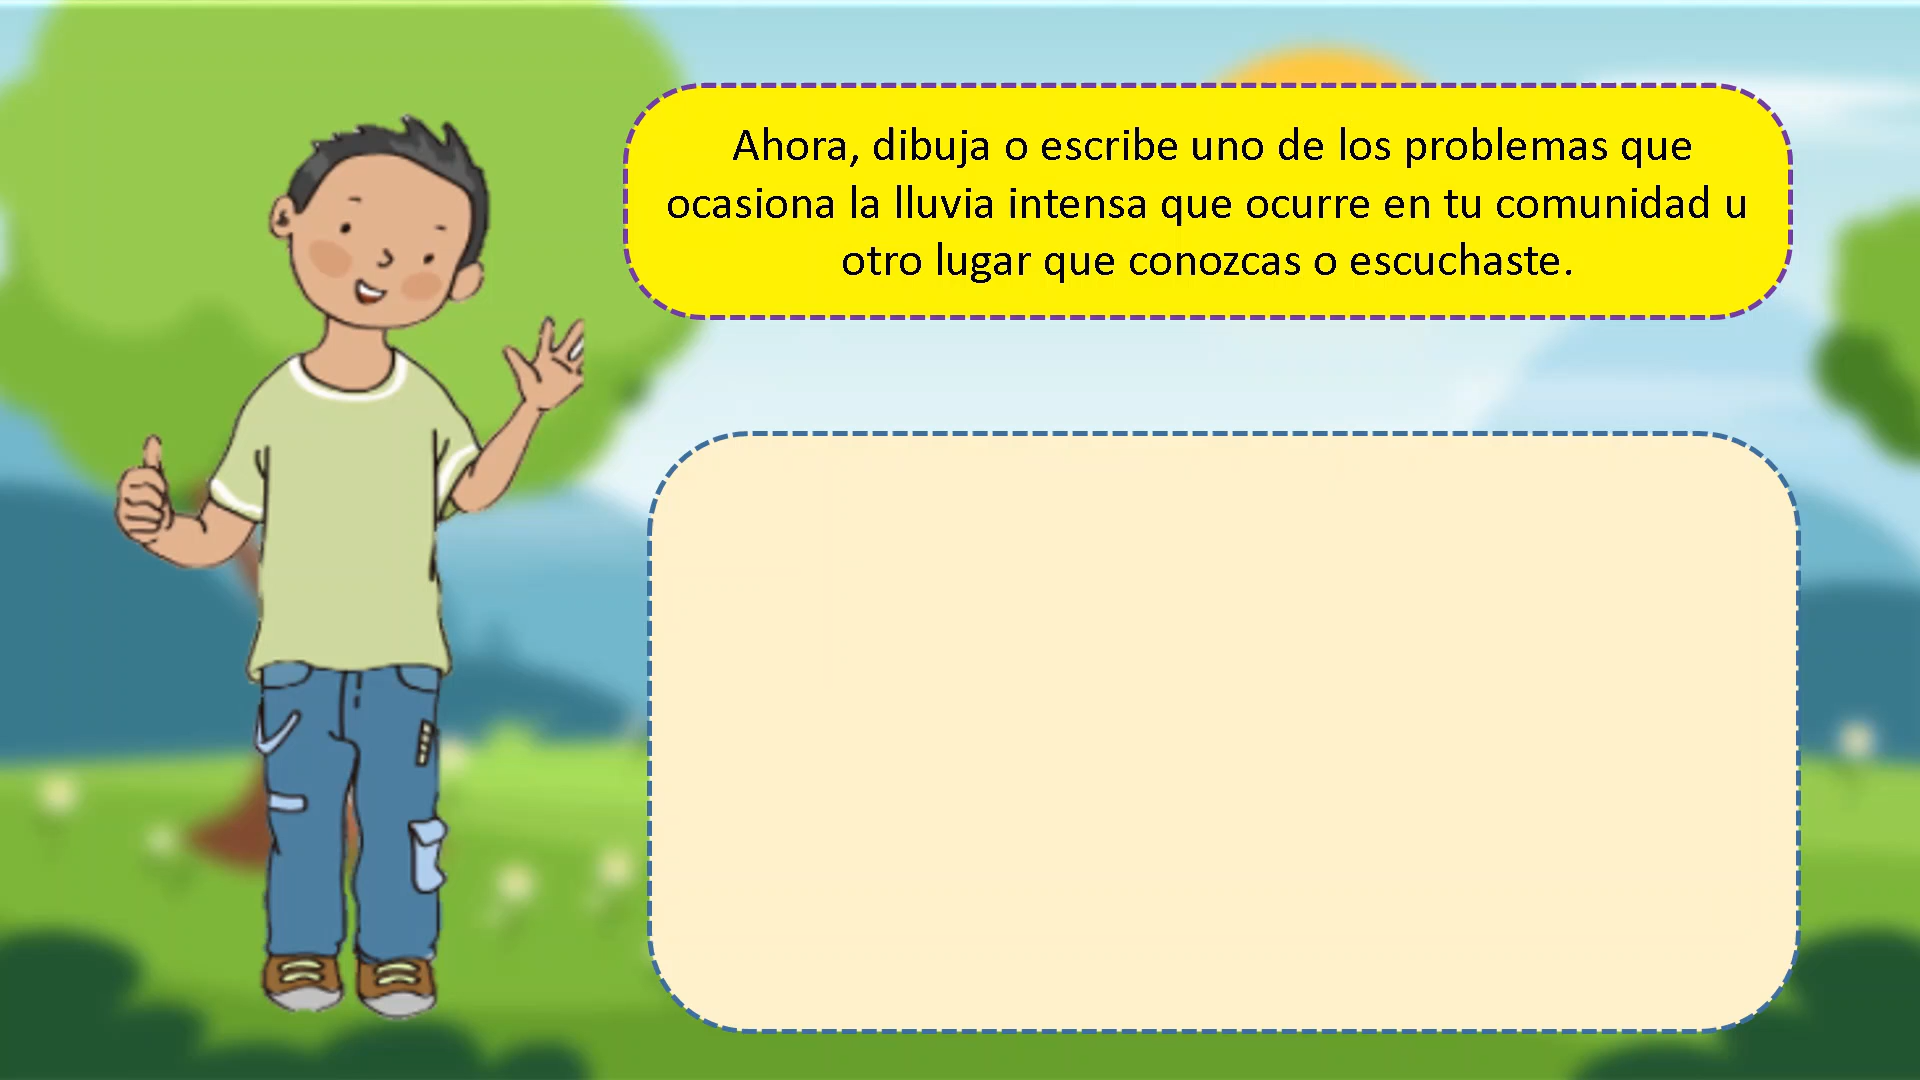 Ahora, dibuja o escribe uno de los problemas que
ocasiona la lluvia intensa que ocurre en tu comunidad u
otro lugar que conozcas o escuchaste.